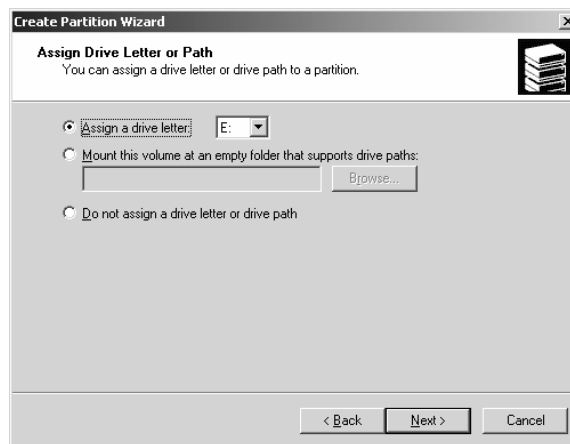 Create Partition Wizard
Assign Drive Letter or Path
You can assign a drive letter or drive path to a partition.
Assign a drive letter: E:
Mount this volume at an empty folder that supports drive paths:
Browse...
Do not assign a drive letter or drive path
< Back Next > Cancel